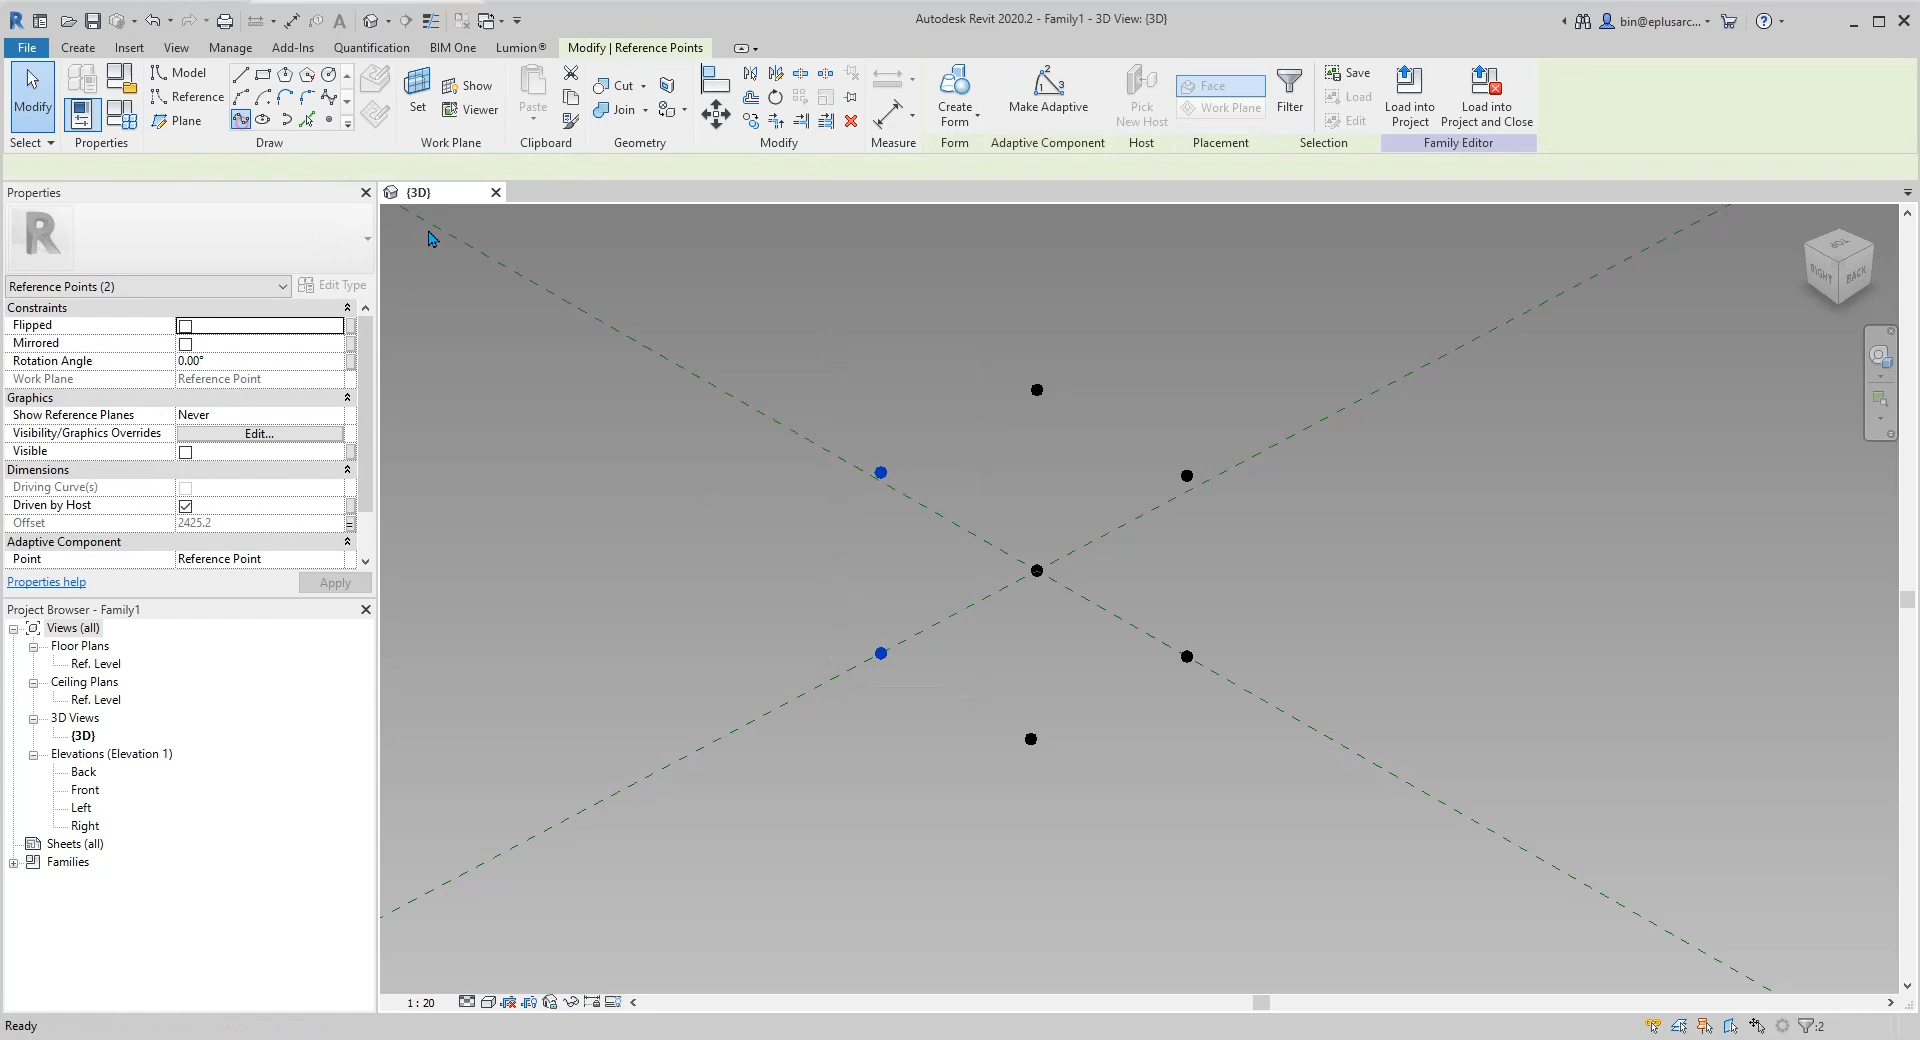 Autodesk Revit 2020.2 - Family1 - 3D View: {3D}
bin@eplusarc...
File Create Insert View Manage Add-Ins Quantification BIM One Lumion® Modify | Reference Points
Modify
Model
Reference
Plane
Set
Show
Viewer
Paste
Cut
Join
Create
Form
Make Adaptive
Pick
New Host
Face
Work Plane
Filter
Save
Load
Edit
Load into
Project
Load into
Project and Close
Select Properties Draw Work Plane Clipboard Geometry Modify Measure Form Adaptive Component Host Placement Selection Family Editor
Properties
{3D}
R
Reference Points (2)
Edit Type
Constraints
Flipped
Mirrored
Rotation Angle 0.00°
Work Plane Reference Point
Graphics
Show Reference Planes Never
Visibility/Graphics Overrides Edit...
Visible
Dimensions
Driving Curve(s)
Driven by Host
Offset 2425.2
Adaptive Component
Point Reference Point
Properties help Apply
Project Browser - Family1
Views (all)
Floor Plans
Ref. Level
Ceiling Plans
Ref. Level
3D Views
{3D}
Elevations (Elevation 1)
Back
Front
Left
Right
Sheets (all)
Families
TOP
RIGHT
BACK
1 : 20
Ready
:2